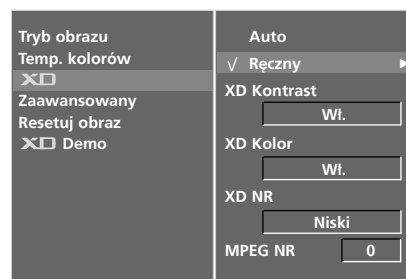 Tryb obrazu
Temp. kolorów
XD
Zaawansowany
Resetuj obraz
XD Demo
Auto
√ Ręczny ►
XD Kontrast
Wł.
XD Kolor
Wł.
XD NR
Niski
MPEG NR 0